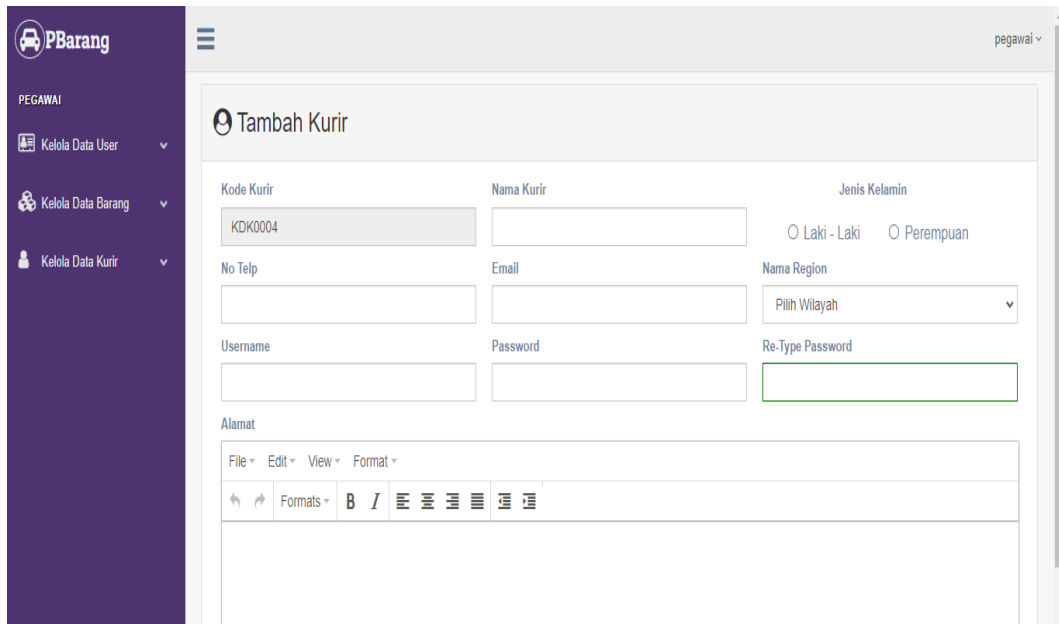 PBarang
pegawai
PEGAWAI
Kelola Data User
Kelola Data Barang
Kelola Data Kurir
Tambah Kurir
Kode Kurir Nama Kurir Jenis Kelamin
KDK0004
Laki - Laki Perempuan
No Telp Email Nama Region
Pilih Wilayah
Username Password Re-Type Password
Alamat
File Edit View Format
Formats B I